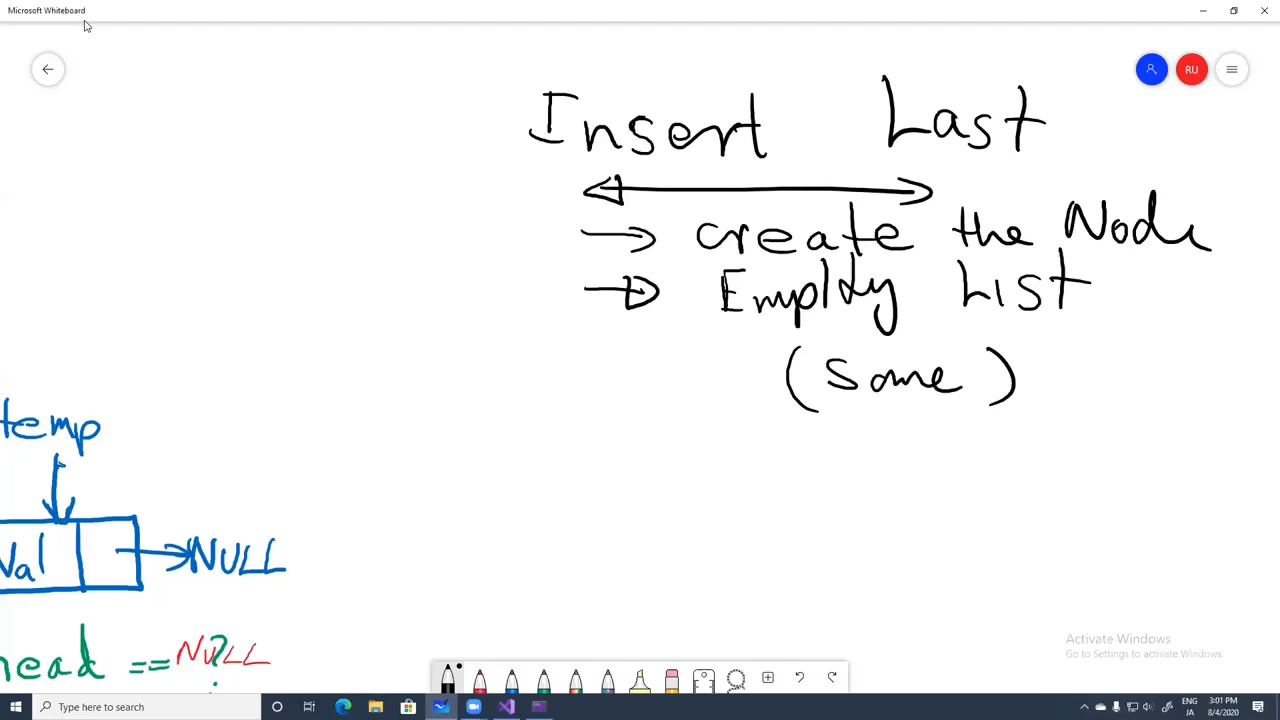 Microsoft Whiteboard
RU
Insert Last
create the Node
Empty List
(Same)
temp
Val
NULL
head == NULL
?
Activate Windows
Go to Settings to activate Windows.
Type here to search
ENG
JA
3:01 PM
8/4/2020